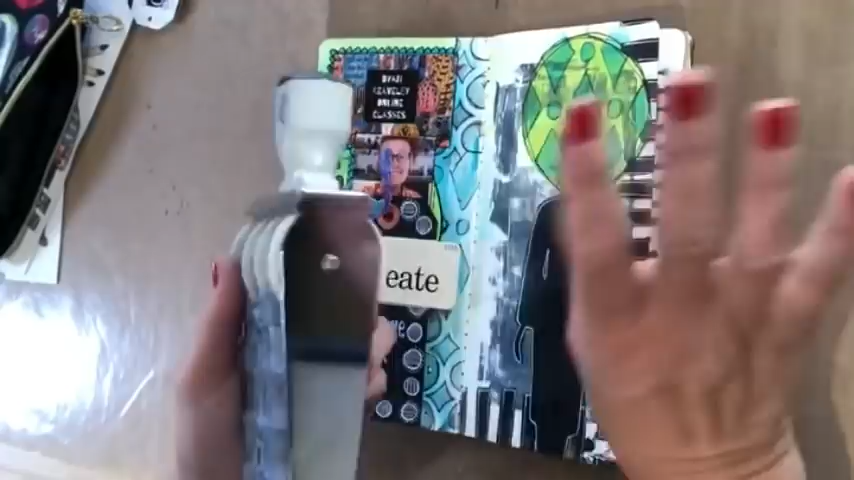 DYAN
REAVELEY
ONLINE
CLASSES
eate